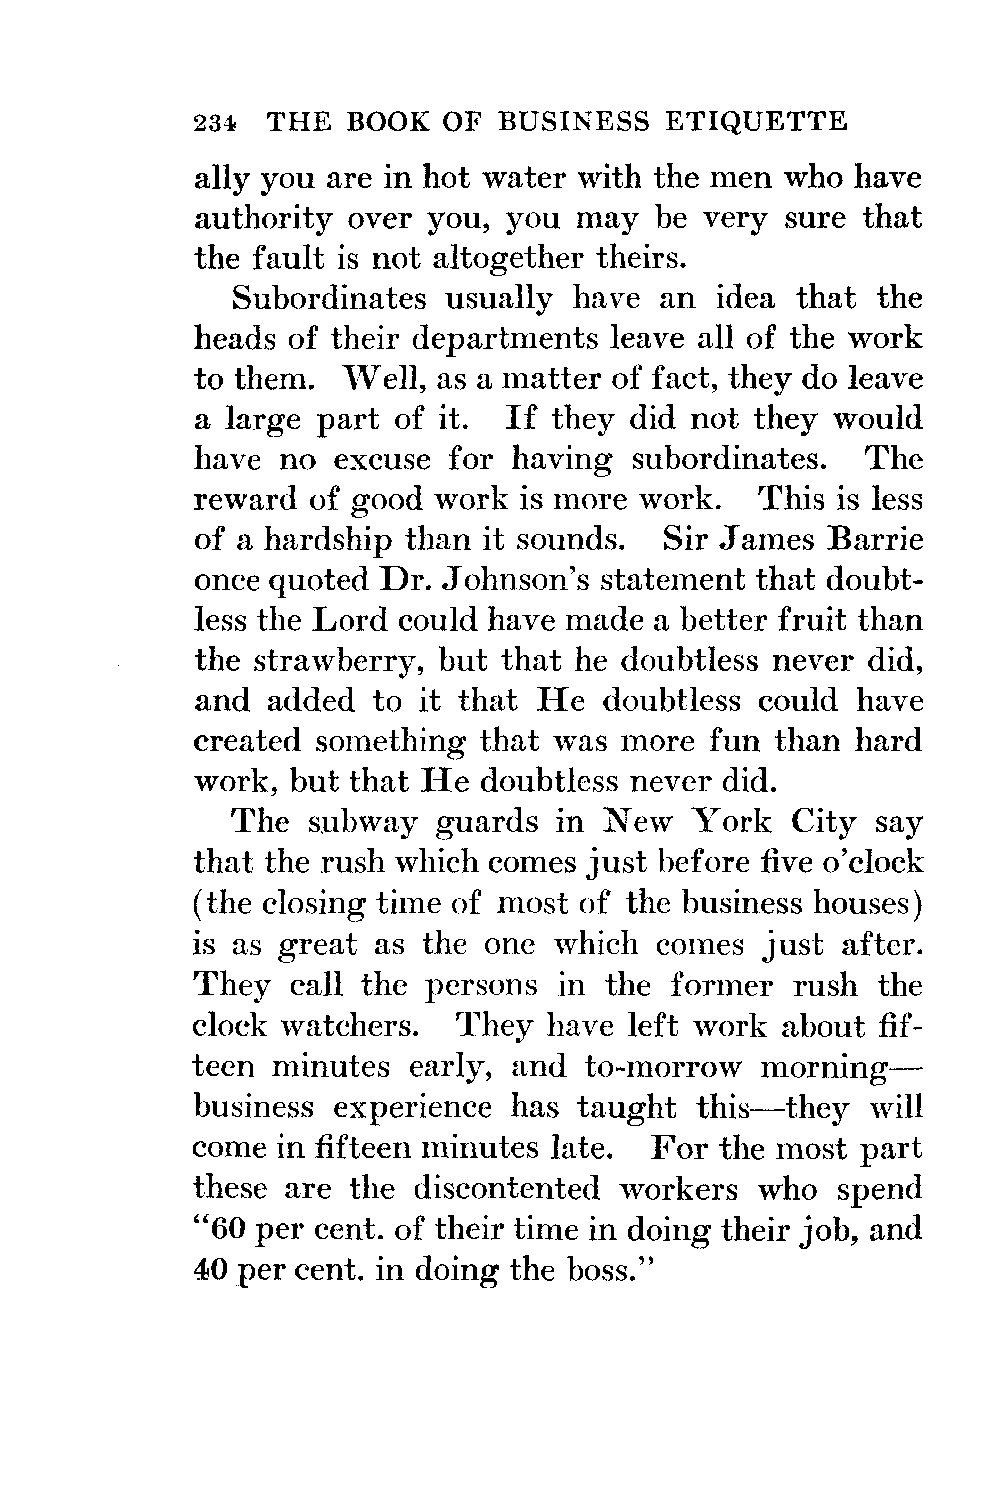 234 THE BOOK OF BUSINESS ETIQUETTE
ally you are in hot water with the men who have
authority over you, you may be very sure that
the fault is not altogether theirs.
Subordinates usually have an idea that the
heads of their departments leave all of the work
to them. Well, as a matter of fact, they do leave
a large part of it. If they did not they would
have no excuse for having subordinates. The
reward of good work is more work. This is less
of a hardship than it sounds. Sir James Barrie
once quoted Dr. Johnson's statement that doubt-
less the Lord could have made a better fruit than
the strawberry, but that he doubtless never did,
and added to it that He doubtless could have
created something that was more fun than hard
work, but that He doubtless never did.
The subway guards in New York City say
that the rush which comes just before five o'clock
(the closing time of most of the business houses)
is as great as the one which comes just after.
They call the persons in the former rush the
clock watchers. They have left work about fif-
teen minutes early, and to-morrow morning—
business experience has taught this—they will
come in fifteen minutes late. For the most part
these are the discontented workers who spend
"60 per cent. of their time in doing their job, and
40 per cent. in doing the boss."